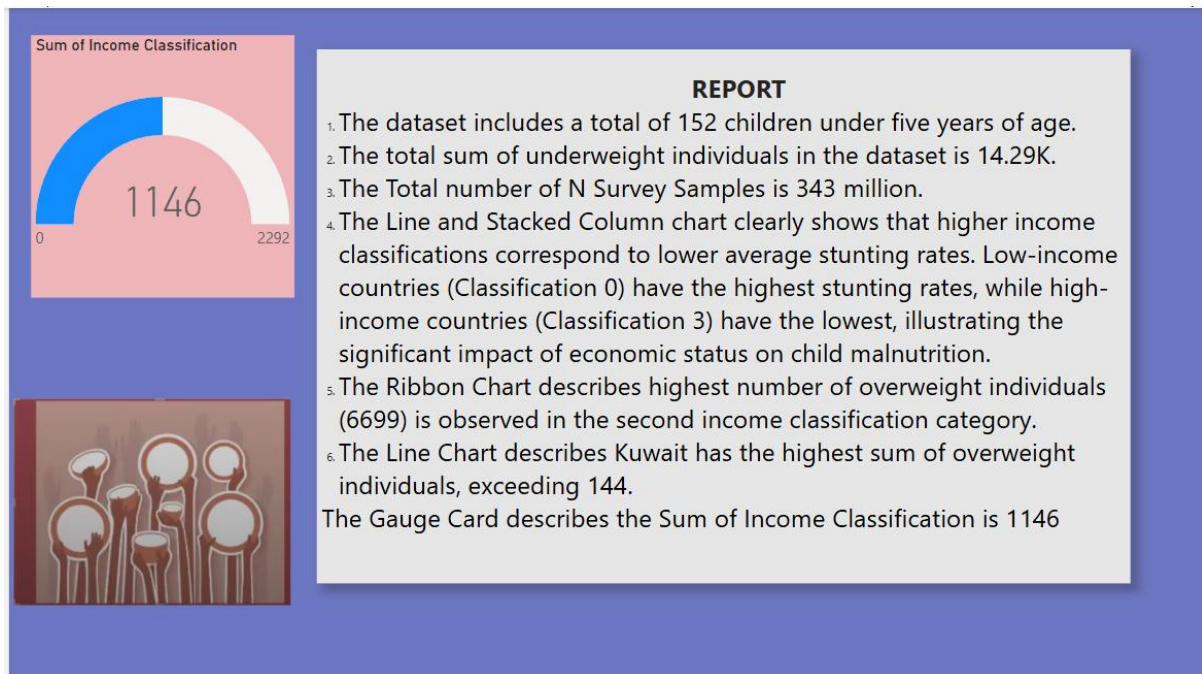 Sum of Income Classification
1146
0
2292
REPORT
1. The dataset includes a total of 152 children under five years of age.
2. The total sum of underweight individuals in the dataset is 14.29K.
3. The Total number of N Survey Samples is 343 million.
4. The Line and Stacked Column chart clearly shows that higher income
classifications correspond to lower average stunting rates. Low-income
countries (Classification 0) have the highest stunting rates, while high-
income countries (Classification 3) have the lowest, illustrating the
significant impact of economic status on child malnutrition.
5. The Ribbon Chart describes highest number of overweight individuals
(6699) is observed in the second income classification category.
6. The Line Chart describes Kuwait has the highest sum of overweight
individuals, exceeding 144.
The Gauge Card describes the Sum of Income Classification is 1146